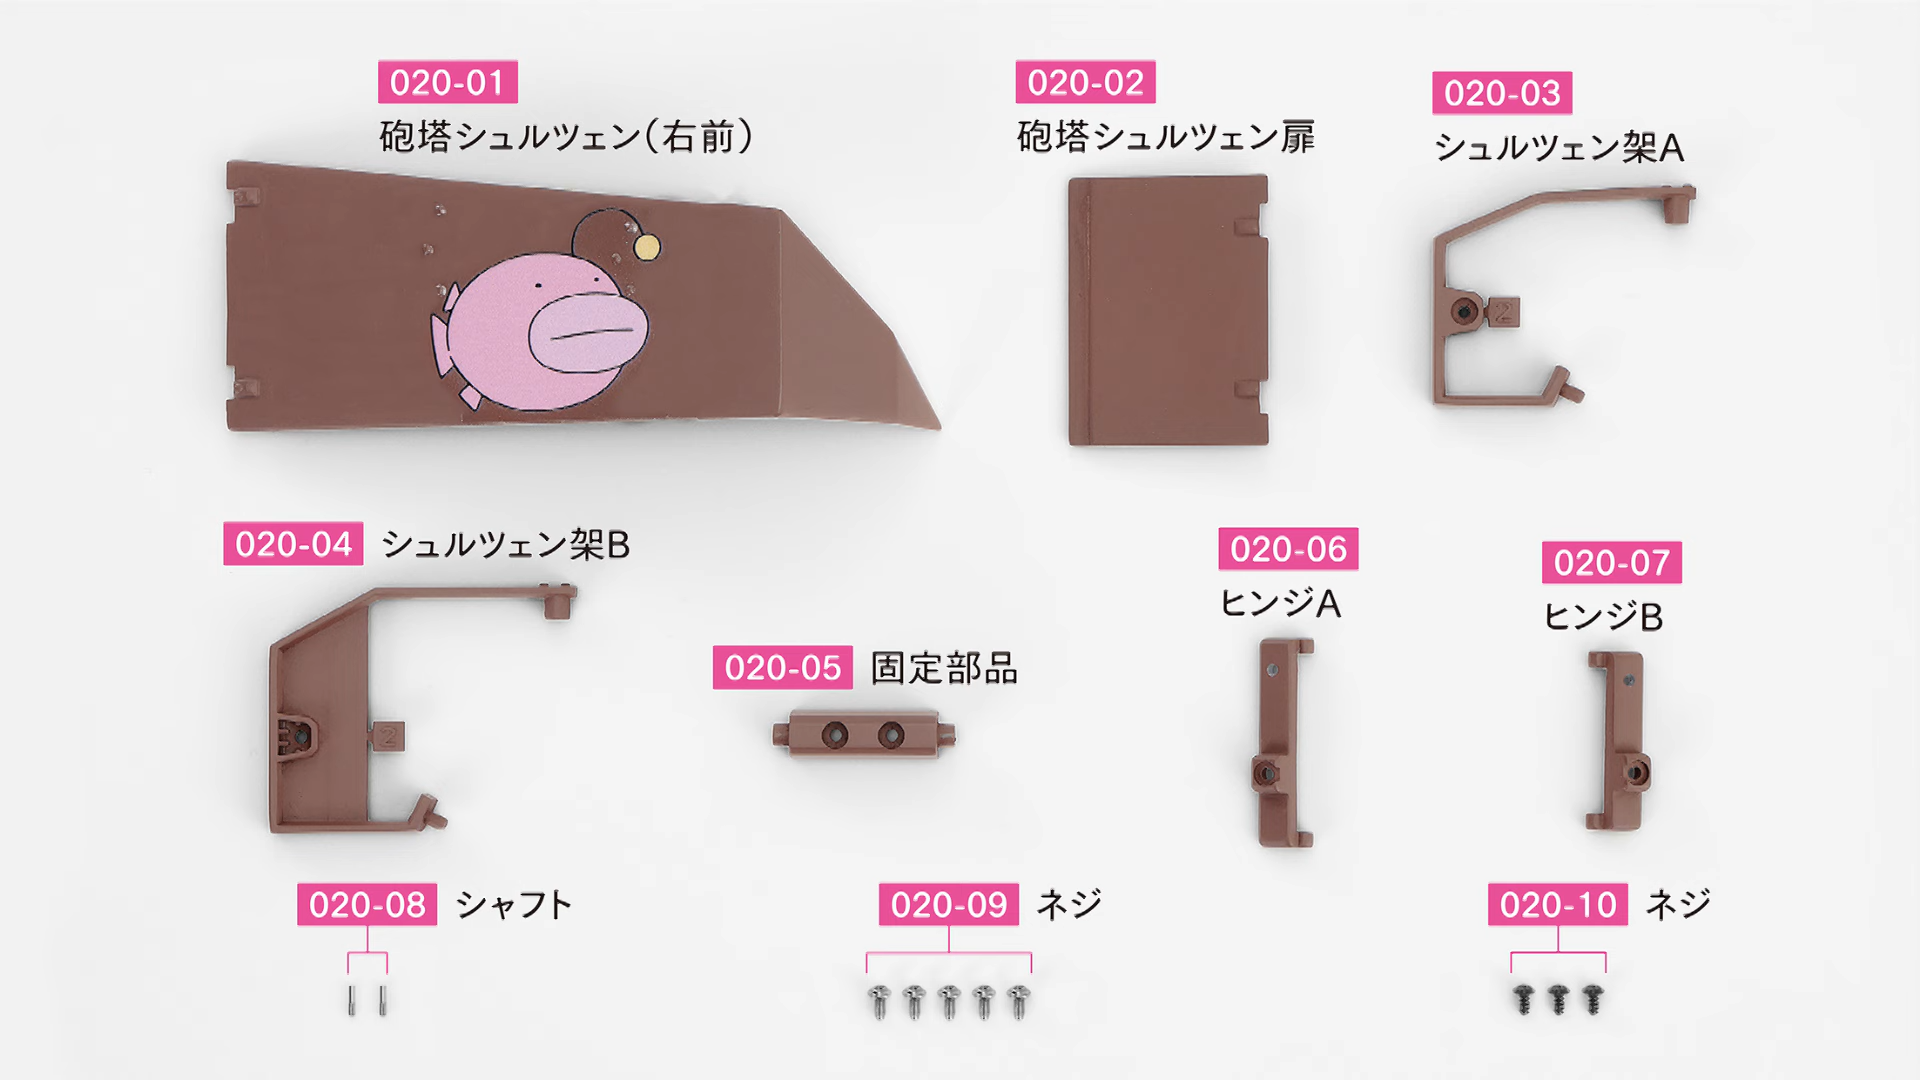 020-01
砲塔シュルツェン(右前)
020-02
砲塔シュルツェン扉
020-03
シュルツェン架A
2
020-04 シュルツェン架B
2
020-05 固定部品
020-06
ヒンジA
020-07
ヒンジB
020-08 シャフト
020-09 ネジ
020-10 ネジ